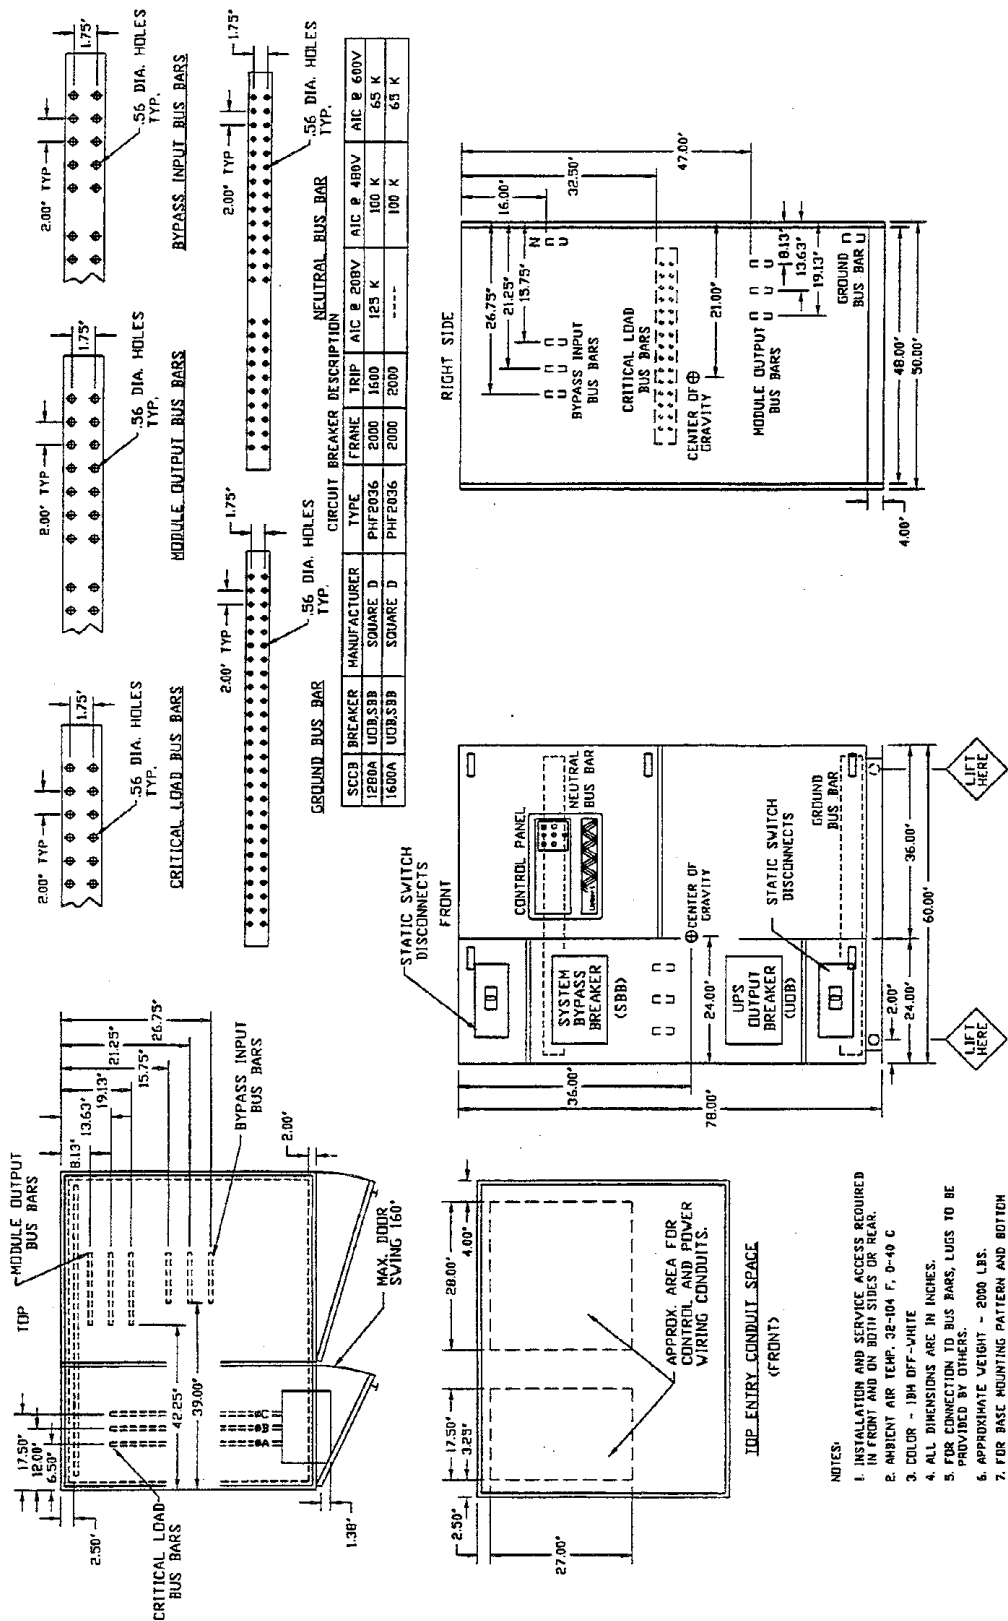 TOP
MODULE OUTPUT
BUS BARS
8.13"
13.63"
19.13"
15.75"
21.25"
26.75"
BYPASS INPUT
BUS BARS
2.00"
17.50"
12.00"
6.50"
2.50"
CRITICAL LOAD
BUS BARS
A
B
C
42.25"
39.00"
1.38"
MAX. DOOR
SWING 160°
2.00" TYP
1.75"
.56 DIA. HOLES
TYP.
CRITICAL LOAD BUS BARS
2.00" TYP
1.75"
.56 DIA. HOLES
TYP.
MODULE OUTPUT BUS BARS
2.00" TYP
1.75"
.56 DIA. HOLES
TYP.
BYPASS INPUT BUS BARS
2.00" TYP
1.75"
.56 DIA. HOLES
TYP.
GROUND BUS BAR
2.00" TYP
1.75"
.56 DIA. HOLES
TYP.
NEUTRAL BUS BAR
CIRCUIT BREAKER DESCRIPTION
SCCB BREAKER MANUFACTURER TYPE FRAME TRIP AIC @ 208V AIC @ 480V AIC @ 600V
1280A UOB,SBB SQUARE D PHF2036 2000 1600 125 K 100 K 65 K
1600A UOB,SBB SQUARE D PHF2036 2000 2000 ---- 100 K 65 K
2.50"
17.50"
3.25"
28.00"
4.00"
27.00"
APPROX. AREA FOR
CONTROL AND POWER
WIRING CONDUITS.
TOP ENTRY CONDUIT SPACE
(FRONT)
STATIC SWITCH
DISCONNECTS
FRONT
CONTROL PANEL
NEUTRAL
BUS BAR
SYSTEM
BYPASS
BREAKER
(SBB)
CENTER OF
GRAVITY
24.00"
36.00"
78.00"
UPS
OUTPUT
BREAKER
(UOB)
STATIC SWITCH
DISCONNECTS
GROUND
BUS BAR
2.00"
24.00"
36.00"
60.00"
LIFT
HERE
LIFT
HERE
RIGHT SIDE
16.00"
32.50"
47.00"
26.75"
21.25"
15.75"
N
BYPASS INPUT
BUS BARS
CRITICAL LOAD
BUS BARS
21.00"
CENTER OF
GRAVITY
MODULE OUTPUT
BUS BARS
8.13"
13.63"
19.13"
GROUND
BUS BAR
4.00"
48.00"
50.00"
NOTES:
1. INSTALLATION AND SERVICE ACCESS REQUIRED
IN FRONT AND ON BOTH SIDES OR REAR.
2. AMBIENT AIR TEMP. 32-104 F, 0-40 C
3. COLOR - IBM OFF-WHITE
4. ALL DIMENSIONS ARE IN INCHES.
5. FOR CONNECTION TO BUS BARS, LUGS TO BE
PROVIDED BY OTHERS.
6. APPROXIMATE WEIGHT - 2000 LBS.
7. FOR BASE MOUNTING PATTERN AND BOTTOM